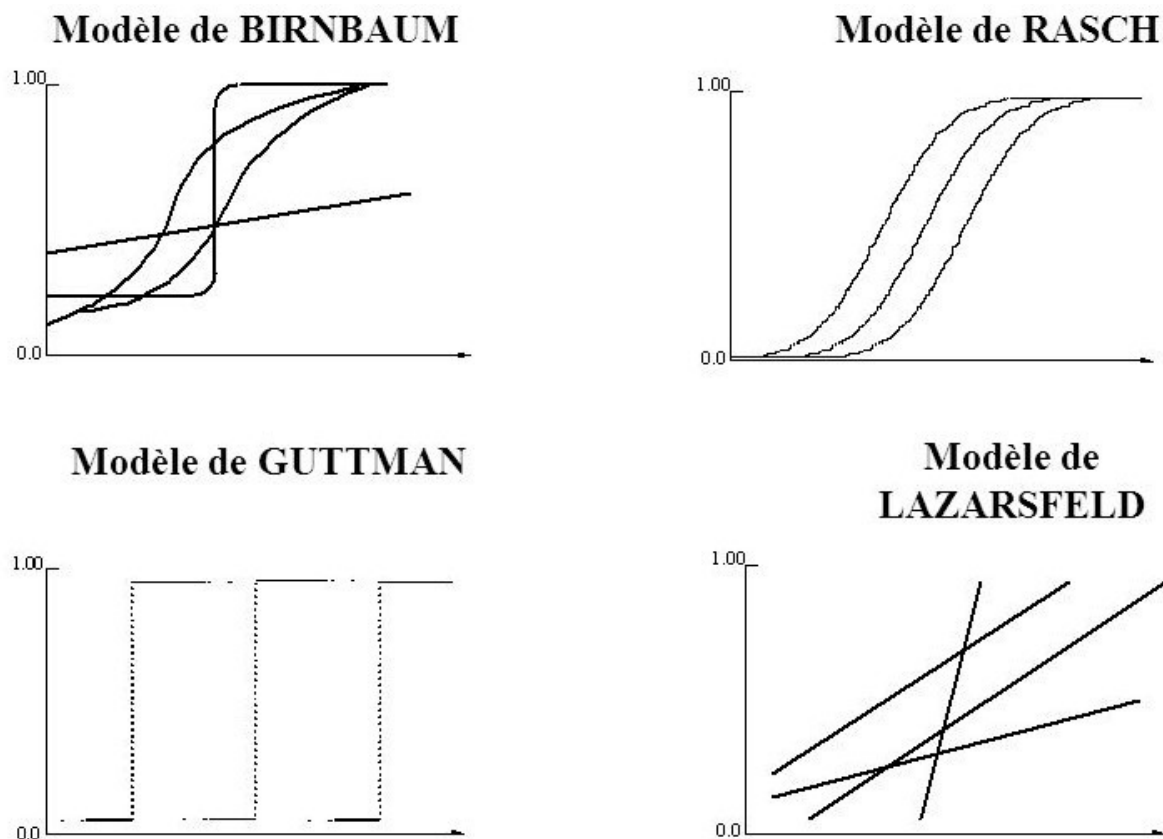 Modèle de BIRNBAUM
1.00
0.0
Modèle de RASCH
1.00
0.0
Modèle de GUTTMAN
1.00
0.0
Modèle de
LAZARSFELD
1.00
0.0